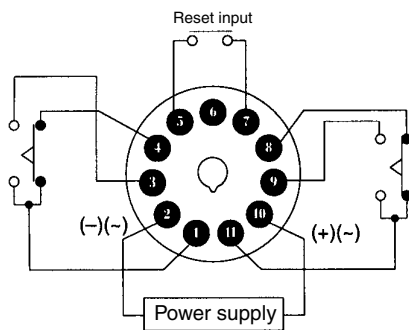 Reset input
5 6 7
4 8
3 9
2 10
1 11
(–)(~) (+)(~)
Power supply